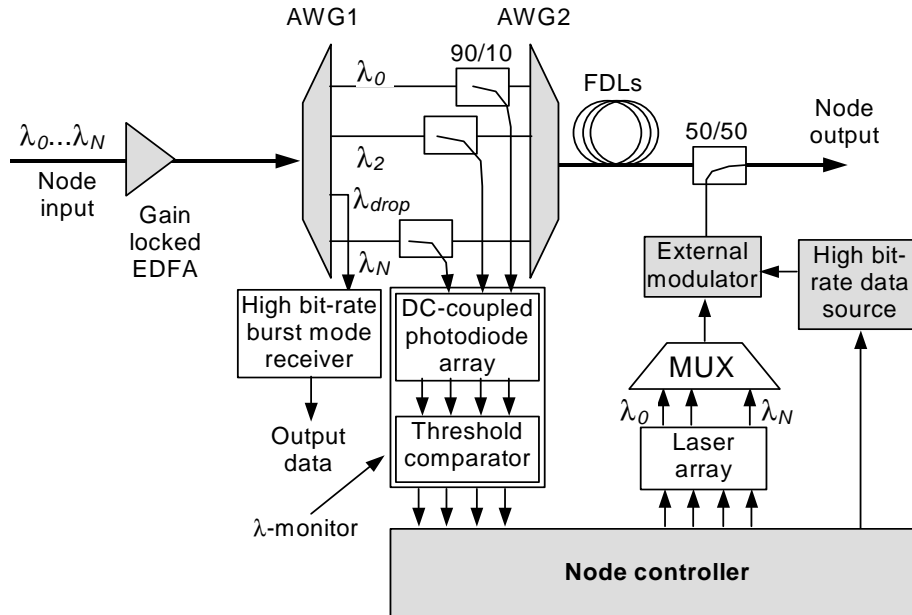 AWG1
AWG2
90/10
λ0
FDLs
50/50
Node
output
λ0...λN
Node
input
λ2
λdrop
Gain
locked
EDFA
λN
External
modulator
High bit-
rate data
source
High bit-rate
burst mode
receiver
DC-coupled
photodiode
array
MUX
λ0
λN
Output
data
Threshold
comparator
Laser
array
λ-monitor
Node controller